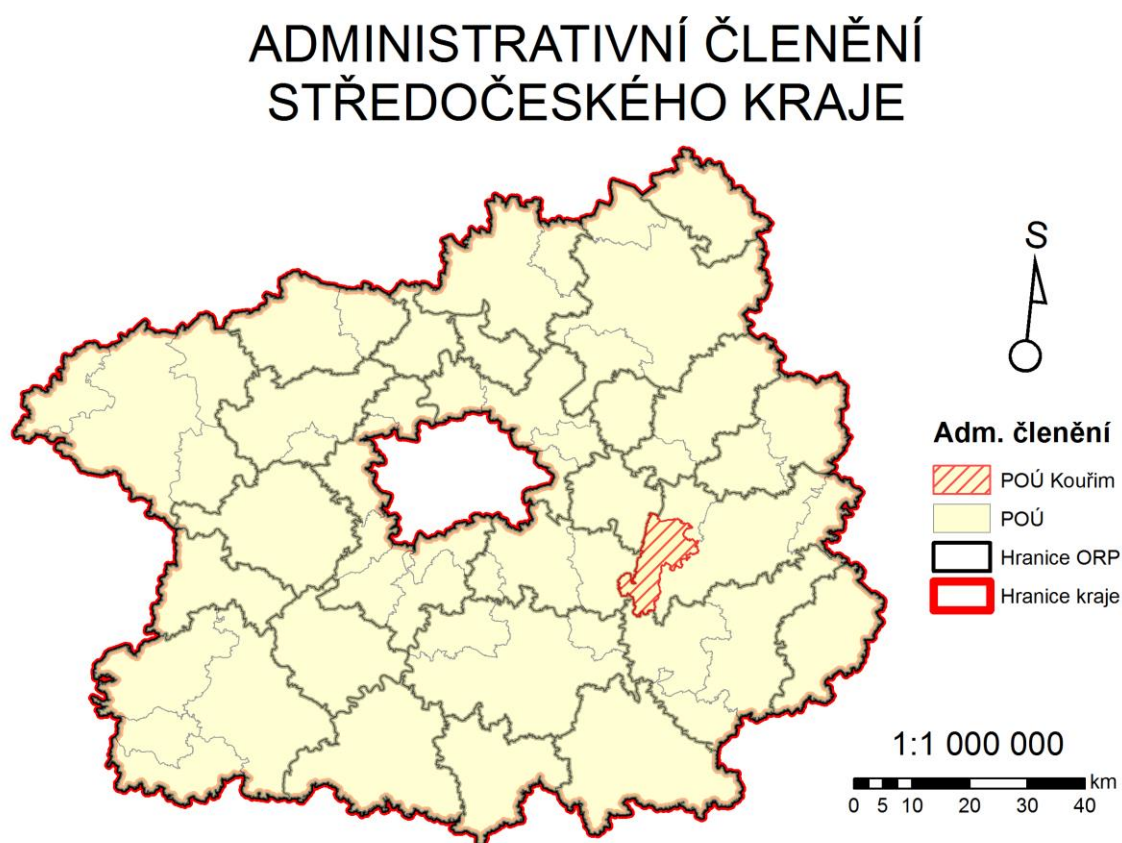 ADMINISTRATIVNÍ ČLENĚNÍ
STŘEDOČESKÉHO KRAJE
S
Adm. členění
POÚ Kouřim
POÚ
Hranice ORP
Hranice kraje
1:1 000 000
km
0 5 10 20 30 40